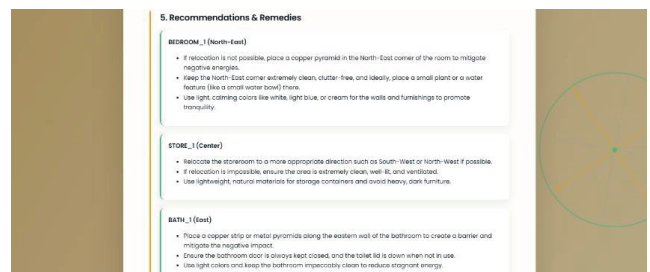 5. Recommendations & Remedies
BEDROOM_1 (North-East)
• If relocation is not possible, place a copper pyramid in the North-East corner of the room to mitigate
negative energies.
• Keep the North-East corner extremely clean, clutter-free, and ideally, place a small plant or a water
feature (like a small water bowl) there.
• Use light, calming colors like white, light blue, or cream for the walls and furnishings to promote
tranquility.
STORE_1 (Center)
• Relocate the storeroom to a more appropriate direction such as South-West or North-West if possible.
• If relocation is impossible, ensure the area is extremely clean, well-lit, and ventilated.
• Use lightweight, natural materials for storage containers and avoid heavy, dark furniture.
BATH_1 (East)
• Place a copper strip or metal pyramids along the eastern wall of the bathroom to create a barrier and
mitigate the negative impact.
• Ensure the bathroom door is always kept closed, and the toilet lid is down when not in use.
• Use light colors and keep the bathroom impeccably clean to reduce stagnant energy.